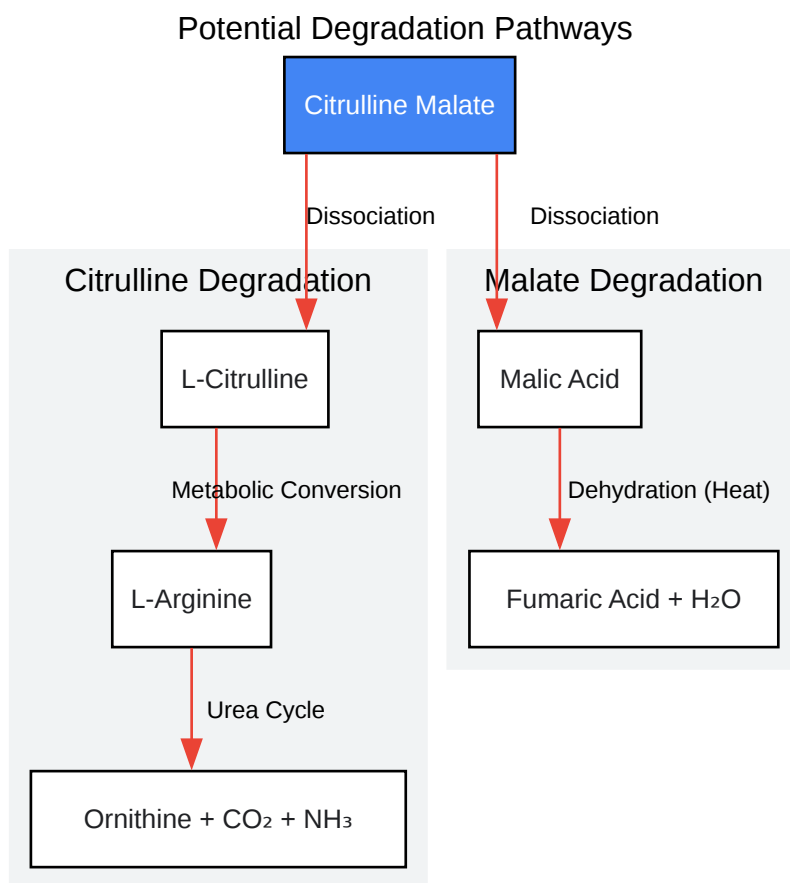 Potential Degradation Pathways
Citrulline Malate
Dissociation
Dissociation
Citrulline Degradation
Malate Degradation
L-Citrulline
Malic Acid
Metabolic Conversion
Dehydration (Heat)
L-Arginine
Fumaric Acid + H₂O
Urea Cycle
Ornithine + CO₂ + NH₃